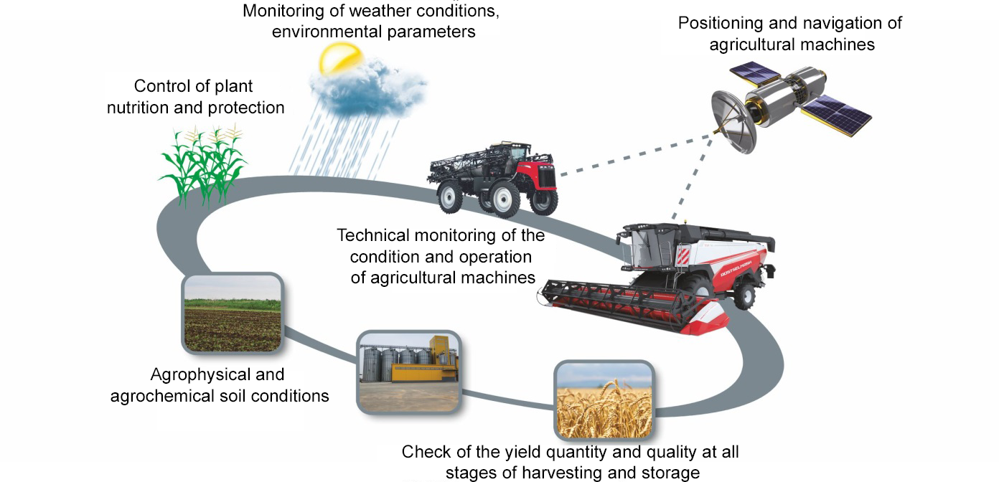 Monitoring of weather conditions,
environmental parameters
Positioning and navigation of
agricultural machines
Control of plant
nutrition and protection
Technical monitoring of the
condition and operation
of agricultural machines
ROSTSELMASH
Agrophysical and
agrochemical soil conditions
Check of the yield quantity and quality at all
stages of harvesting and storage